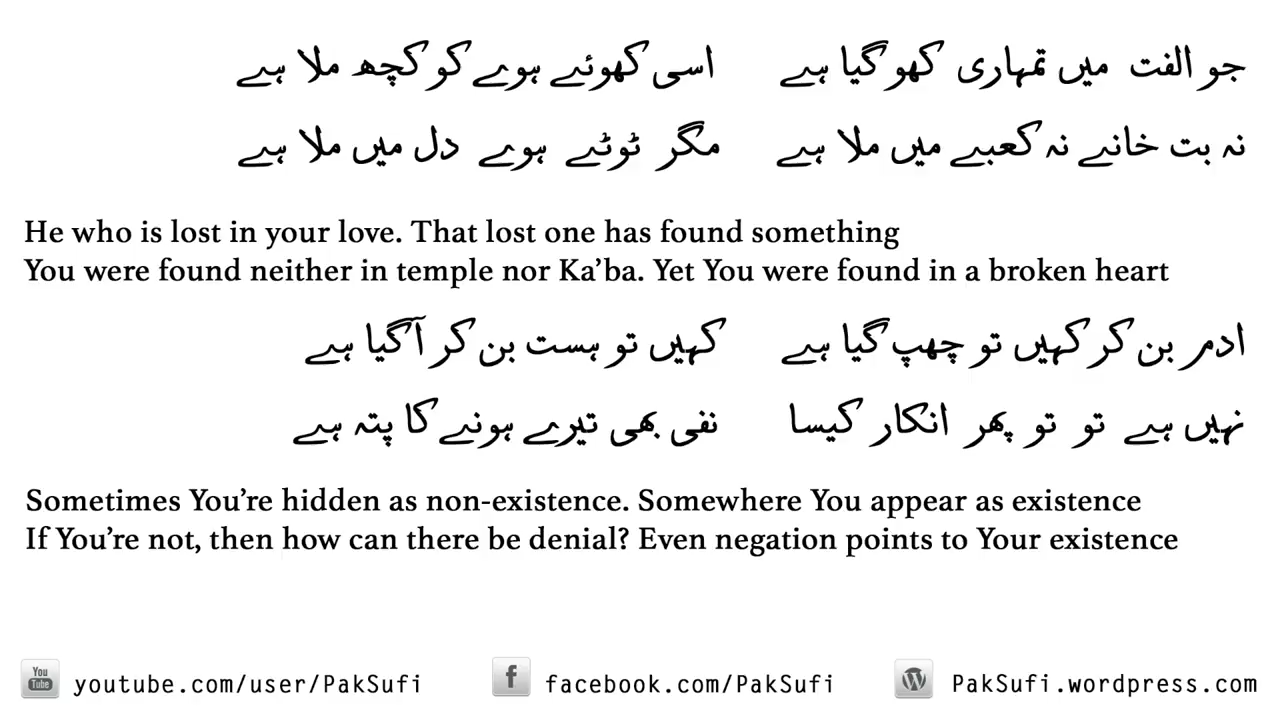 جو الفت میں تمہاری کھو گیا ہے اسی کھوئے ہوے کو کچھ ملا ہے
نہ بت خانے نہ کعبے میں ملا ہے مگر ٹوٹے ہوے دل میں ملا ہے
He who is lost in your love. That lost one has found something
You were found neither in temple nor Ka’ba. Yet You were found in a broken heart
ادم بن کر کہیں تو چھپ گیا ہے کہیں تو ہست بن کر آ گیا ہے
نہیں ہے تو تو پھر انکار کیسا نفی بھی تیرے ہونے کا پتہ ہے
Sometimes You’re hidden as non-existence. Somewhere You appear as existence
If You’re not, then how can there be denial? Even negation points to Your existence
You Tube youtube.com/user/PakSufi f facebook.com/PakSufi W PakSufi.wordpress.com